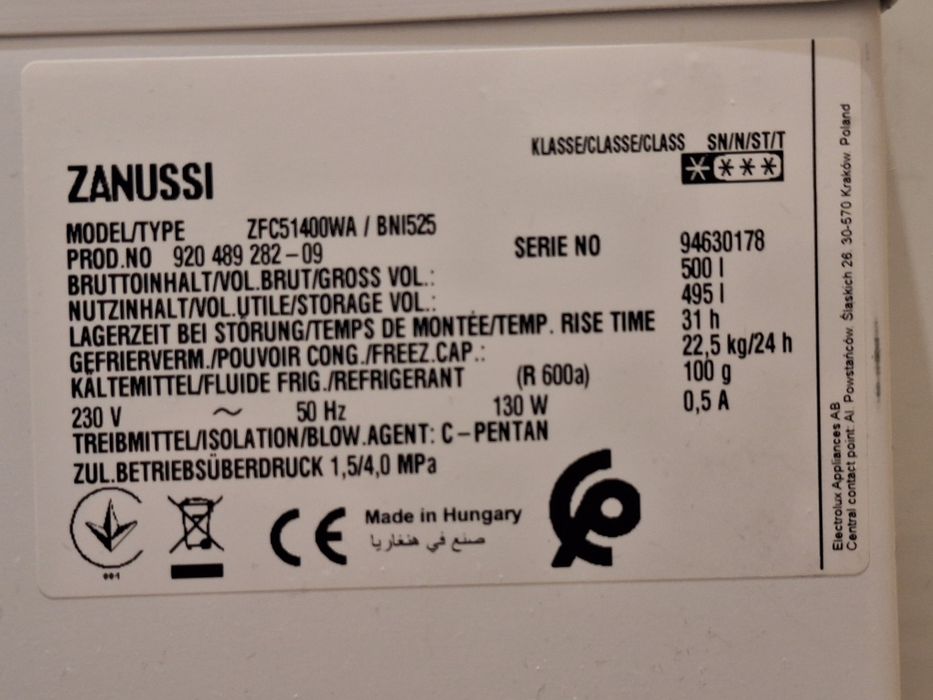 KLASSE/CLASSE/CLASS SN/N/ST/T
ZANUSSI
MODEL/TYPE ZFC51400WA / BNI525
PROD.NO 920 489 282-09 SERIE NO 94630178
BRUTTOINHALT/VOL.BRUT/GROSS VOL.: 500 l
NUTZINHALT/VOL.UTILE/STORAGE VOL.: 495 l
LAGERZEIT BEI STÖRUNG/TEMPS DE MONTÉE/TEMP. RISE TIME 31 h
GEFRIERVERM./POUVOIR CONG./FREEZ.CAP.: 22,5 kg/24 h
KÄLTEMITTEL/FLUIDE FRIG./REFRIGERANT (R 600a) 100 g
230 V ~ 50 Hz 130 W 0,5 A
TREIBMITTEL/ISOLATION/BLOW.AGENT: C-PENTAN
ZUL.BETRIEBSÜBERDRUCK 1,5/4,0 MPa
CE
Made in Hungary
صنع في هنغاريا
001
Electrolux Appliances AB
Central contact point: Al. Powstańców Śląskich 26. 30-570 Kraków. Poland